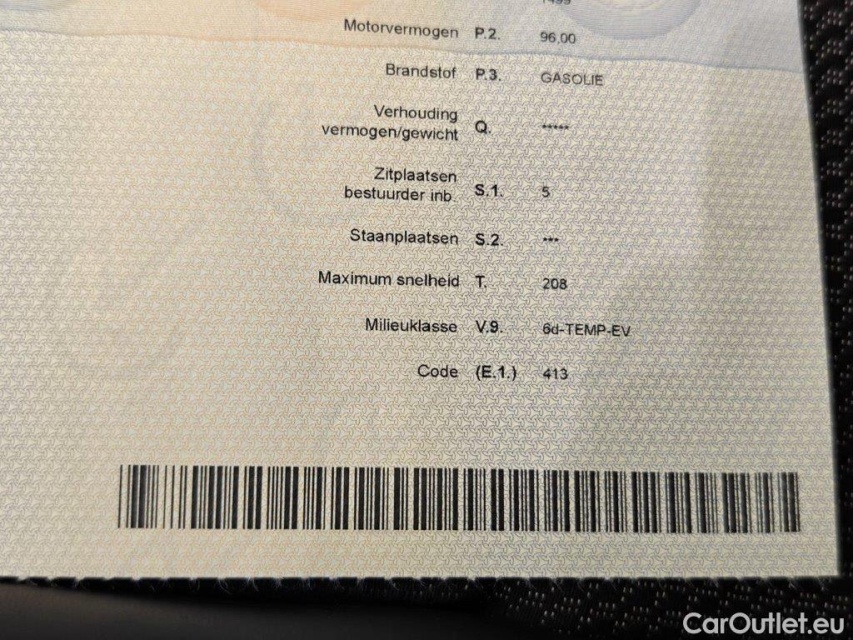 Motorvermogen P.2. 96,00
Brandstof P.3. GASOLIE
Verhouding
vermogen/gewicht Q. *****
Zitplaatsen
bestuurder inb. S.1. 5
Staanplaatsen S.2. ***
Maximum snelheid T. 208
Milieuklasse V.9. 6d-TEMP-EV
Code (E.1.) 413
CarOutlet.eu